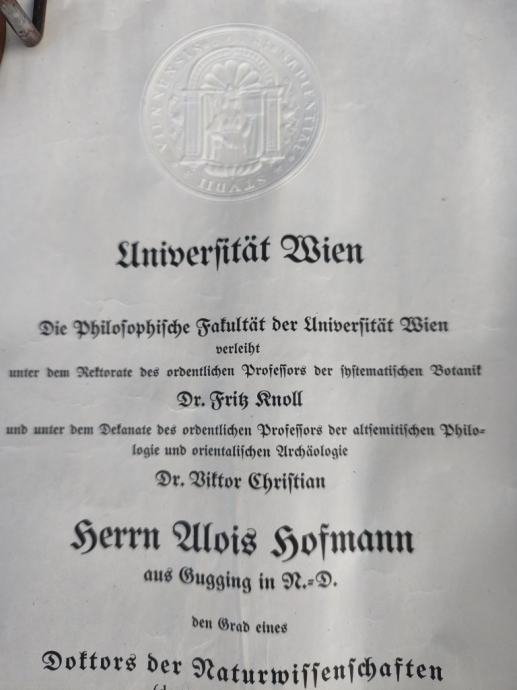 Universität Wien
Die Philosophische Fakultät der Universität Wien
verleiht
unter dem Rektorate des ordentlichen Professors der systematischen Botanik
Dr. Fritz Knoll
und unter dem Dekanate des ordentlichen Professors der altsemitischen Philo-
logie und orientalischen Archäologie
Dr. Viktor Christian
Herrn Alois Hofmann
aus Gugging in N.-D.
den Grad eines
Doktors der Naturwissenschaften